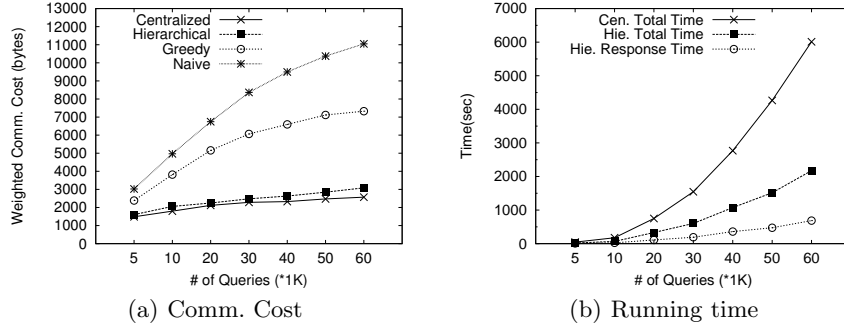 Weighted Comm. Cost (bytes)
13000
12000
11000
10000
9000
8000
7000
6000
5000
4000
3000
2000
1000
0
Centralized
Hierarchical
Greedy
Naive
5 10 20 30 40 50 60
# of Queries (*1K)
(a) Comm. Cost
Time(sec)
7000
6000
5000
4000
3000
2000
1000
0
Cen. Total Time
Hie. Total Time
Hie. Response Time
5 10 20 30 40 50 60
# of Queries (*1K)
(b) Running time